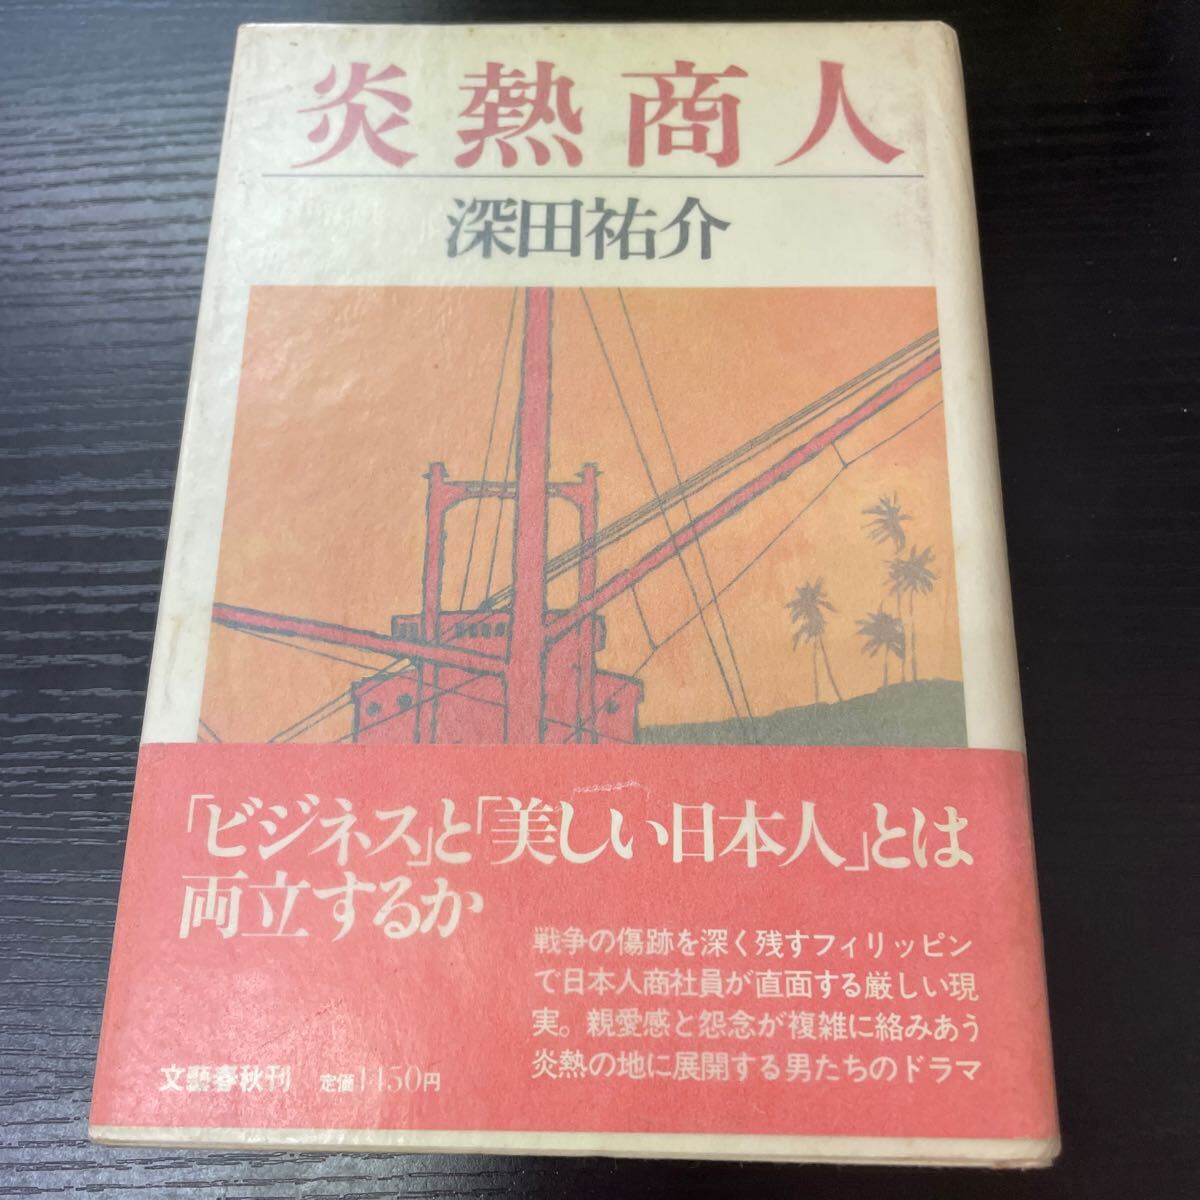 炎熱商人
深田祐介
「ビジネス」と「美しい日本人」とは
両立するか
戦争の傷跡を深く残すフィリッピン
で日本人商社員が直面する厳しい現
実。親愛感と怨念が複雑に絡みあう
炎熱の地に展開する男たちのドラマ
文藝春秋刊 定価1450円